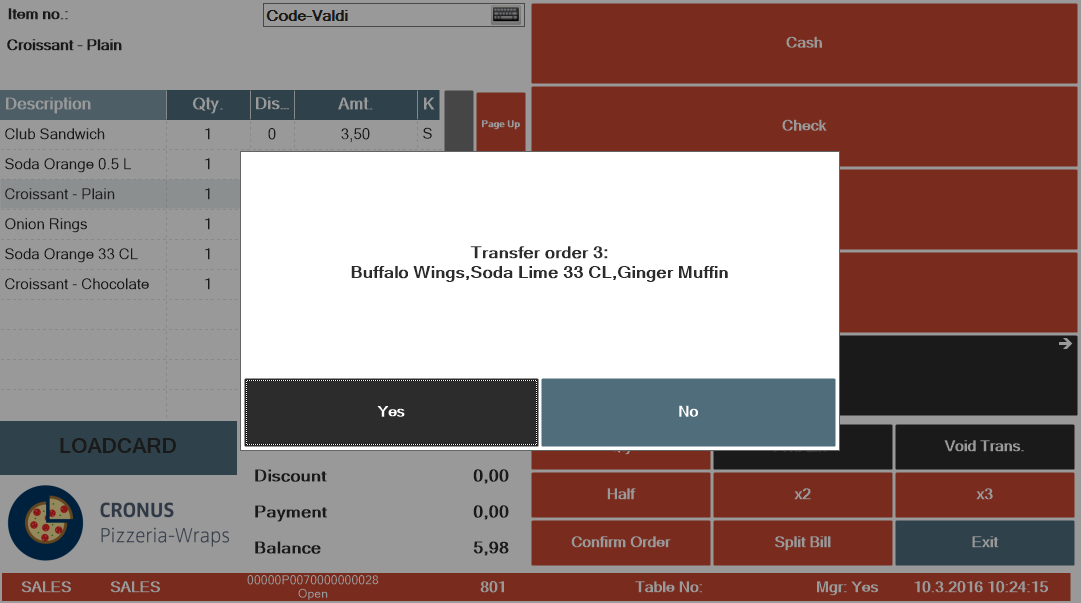 Item no.:
Code-Valdi
Croissant - Plain
Cash
Check
Description Qty. Dis... Amt. K
Page Up
Club Sandwich 1 0 3,50 S
Soda Orange 0.5 L 1
Croissant - Plain 1
Onion Rings 1
Soda Orange 33 CL 1
Croissant - Chocolate 1
Transfer order 3:
Buffalo Wings,Soda Lime 33 CL,Ginger Muffin
Yes No
LOADCARD
Void Trans.
Discount 0,00
Payment 0,00
Balance 5,98
Half x2 x3
Confirm Order Split Bill Exit
CRONUS
Pizzeria-Wraps
SALES SALES
00000P0070000000028
Open
801
Table No:
Mgr: Yes
10.3.2016 10:24:15